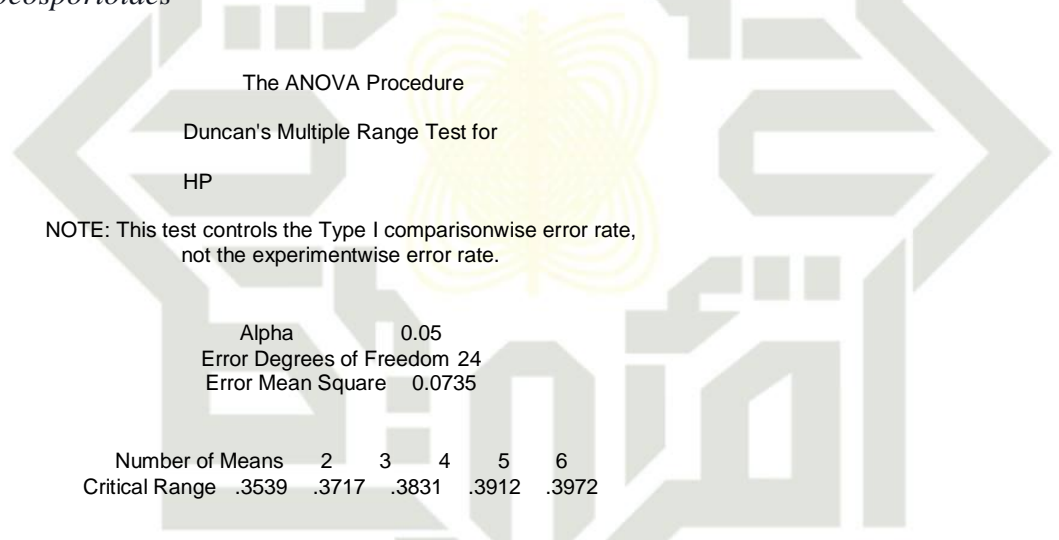 The ANOVA Procedure
Duncan's Multiple Range Test for
HP
NOTE: This test controls the Type I comparisonwise error rate,
not the experimentwise error rate.
Alpha 0.05
Error Degrees of Freedom 24
Error Mean Square 0.0735
Number of Means 2 3 4 5 6
Critical Range .3539 .3717 .3831 .3912 .3972